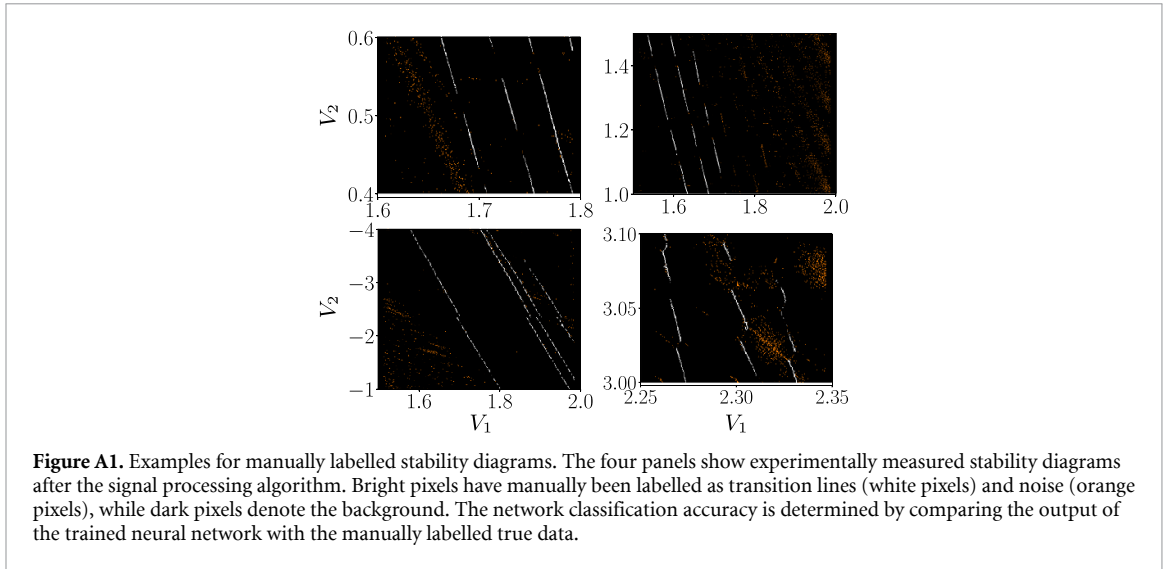 0.6
0.5
0.4
V₂
1.6 1.7 1.8
1.4
1.2
1.0
1.6 1.8 2.0
−4
−3
−2
−1
V₂
1.6 1.8 2.0
V₁
3.10
3.05
3.00
2.25 2.30 2.35
V₁
Figure A1. Examples for manually labelled stability diagrams. The four panels show experimentally measured stability diagrams
after the signal processing algorithm. Bright pixels have manually been labelled as transition lines (white pixels) and noise (orange
pixels), while dark pixels denote the background. The network classification accuracy is determined by comparing the output of
the trained neural network with the manually labelled true data.